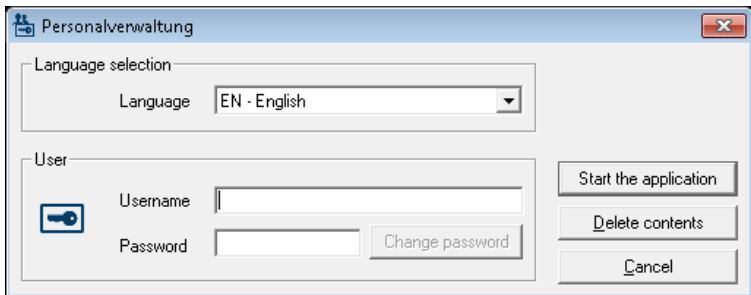 Personalverwaltung
Language selection
Language EN - English
User
Username
Password Change password
Start the application
Delete contents
Cancel